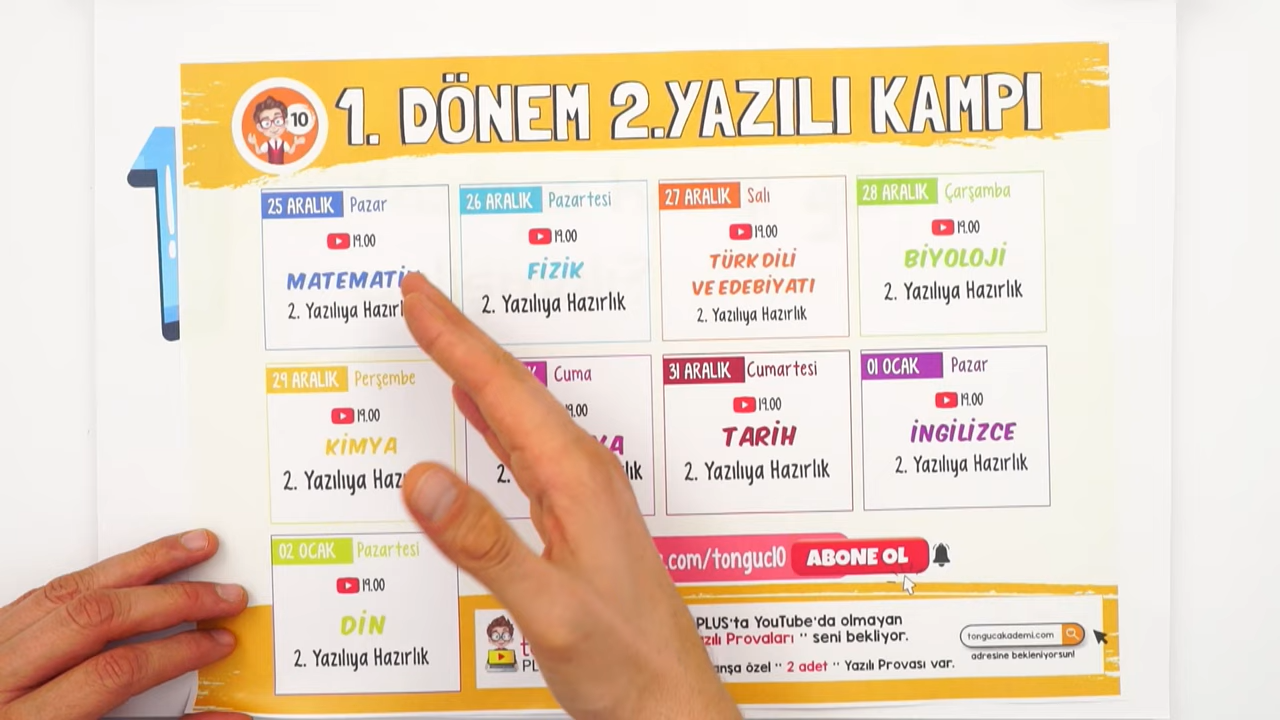 10
1. DÖNEM 2.YAZILI KAMPI
25 ARALIK Pazar
19.00
2. Yazılıya
26 ARALIK Pazartesi
19.00
FİZİK
2. Yazılıya Hazırlık
27 ARALIK Salı
19.00
TÜRK DİLİ
VE EDEBİYATI
2. Yazılıya Hazırlık
28 ARALIK Çarşamba
19.00
BİYOLOJİ
2. Yazılıya Hazırlık
29 ARALIK Perşembe
19.00
KİMYA
2. Yazılıya
Cuma
2.
31 ARALIK Cumartesi
19.00
TARİH
2. Yazılıya Hazırlık
01 OCAK Pazar
19.00
İNGİLİZCE
2. Yazılıya Hazırlık
02 OCAK Pazartesi
19.00
DİN
2. Yazılıya Hazırlık
.com/tonguc10 ABONE OL
PLUS'ta YouTube'da olmayan
Provaları " seni bekliyor.
özel " 2 adet " Yazılı Provası var.
tongucakademi.com
adresine bekleniyorsun!